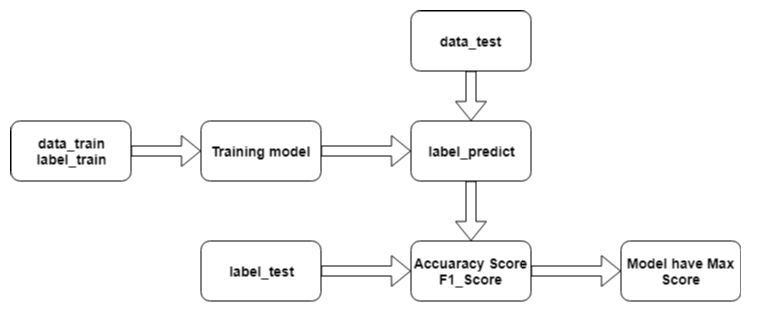 data_test
data_train
label_train
Training model
label_predict
label_test
Accuaracy Score
F1_Score
Model have Max
Score